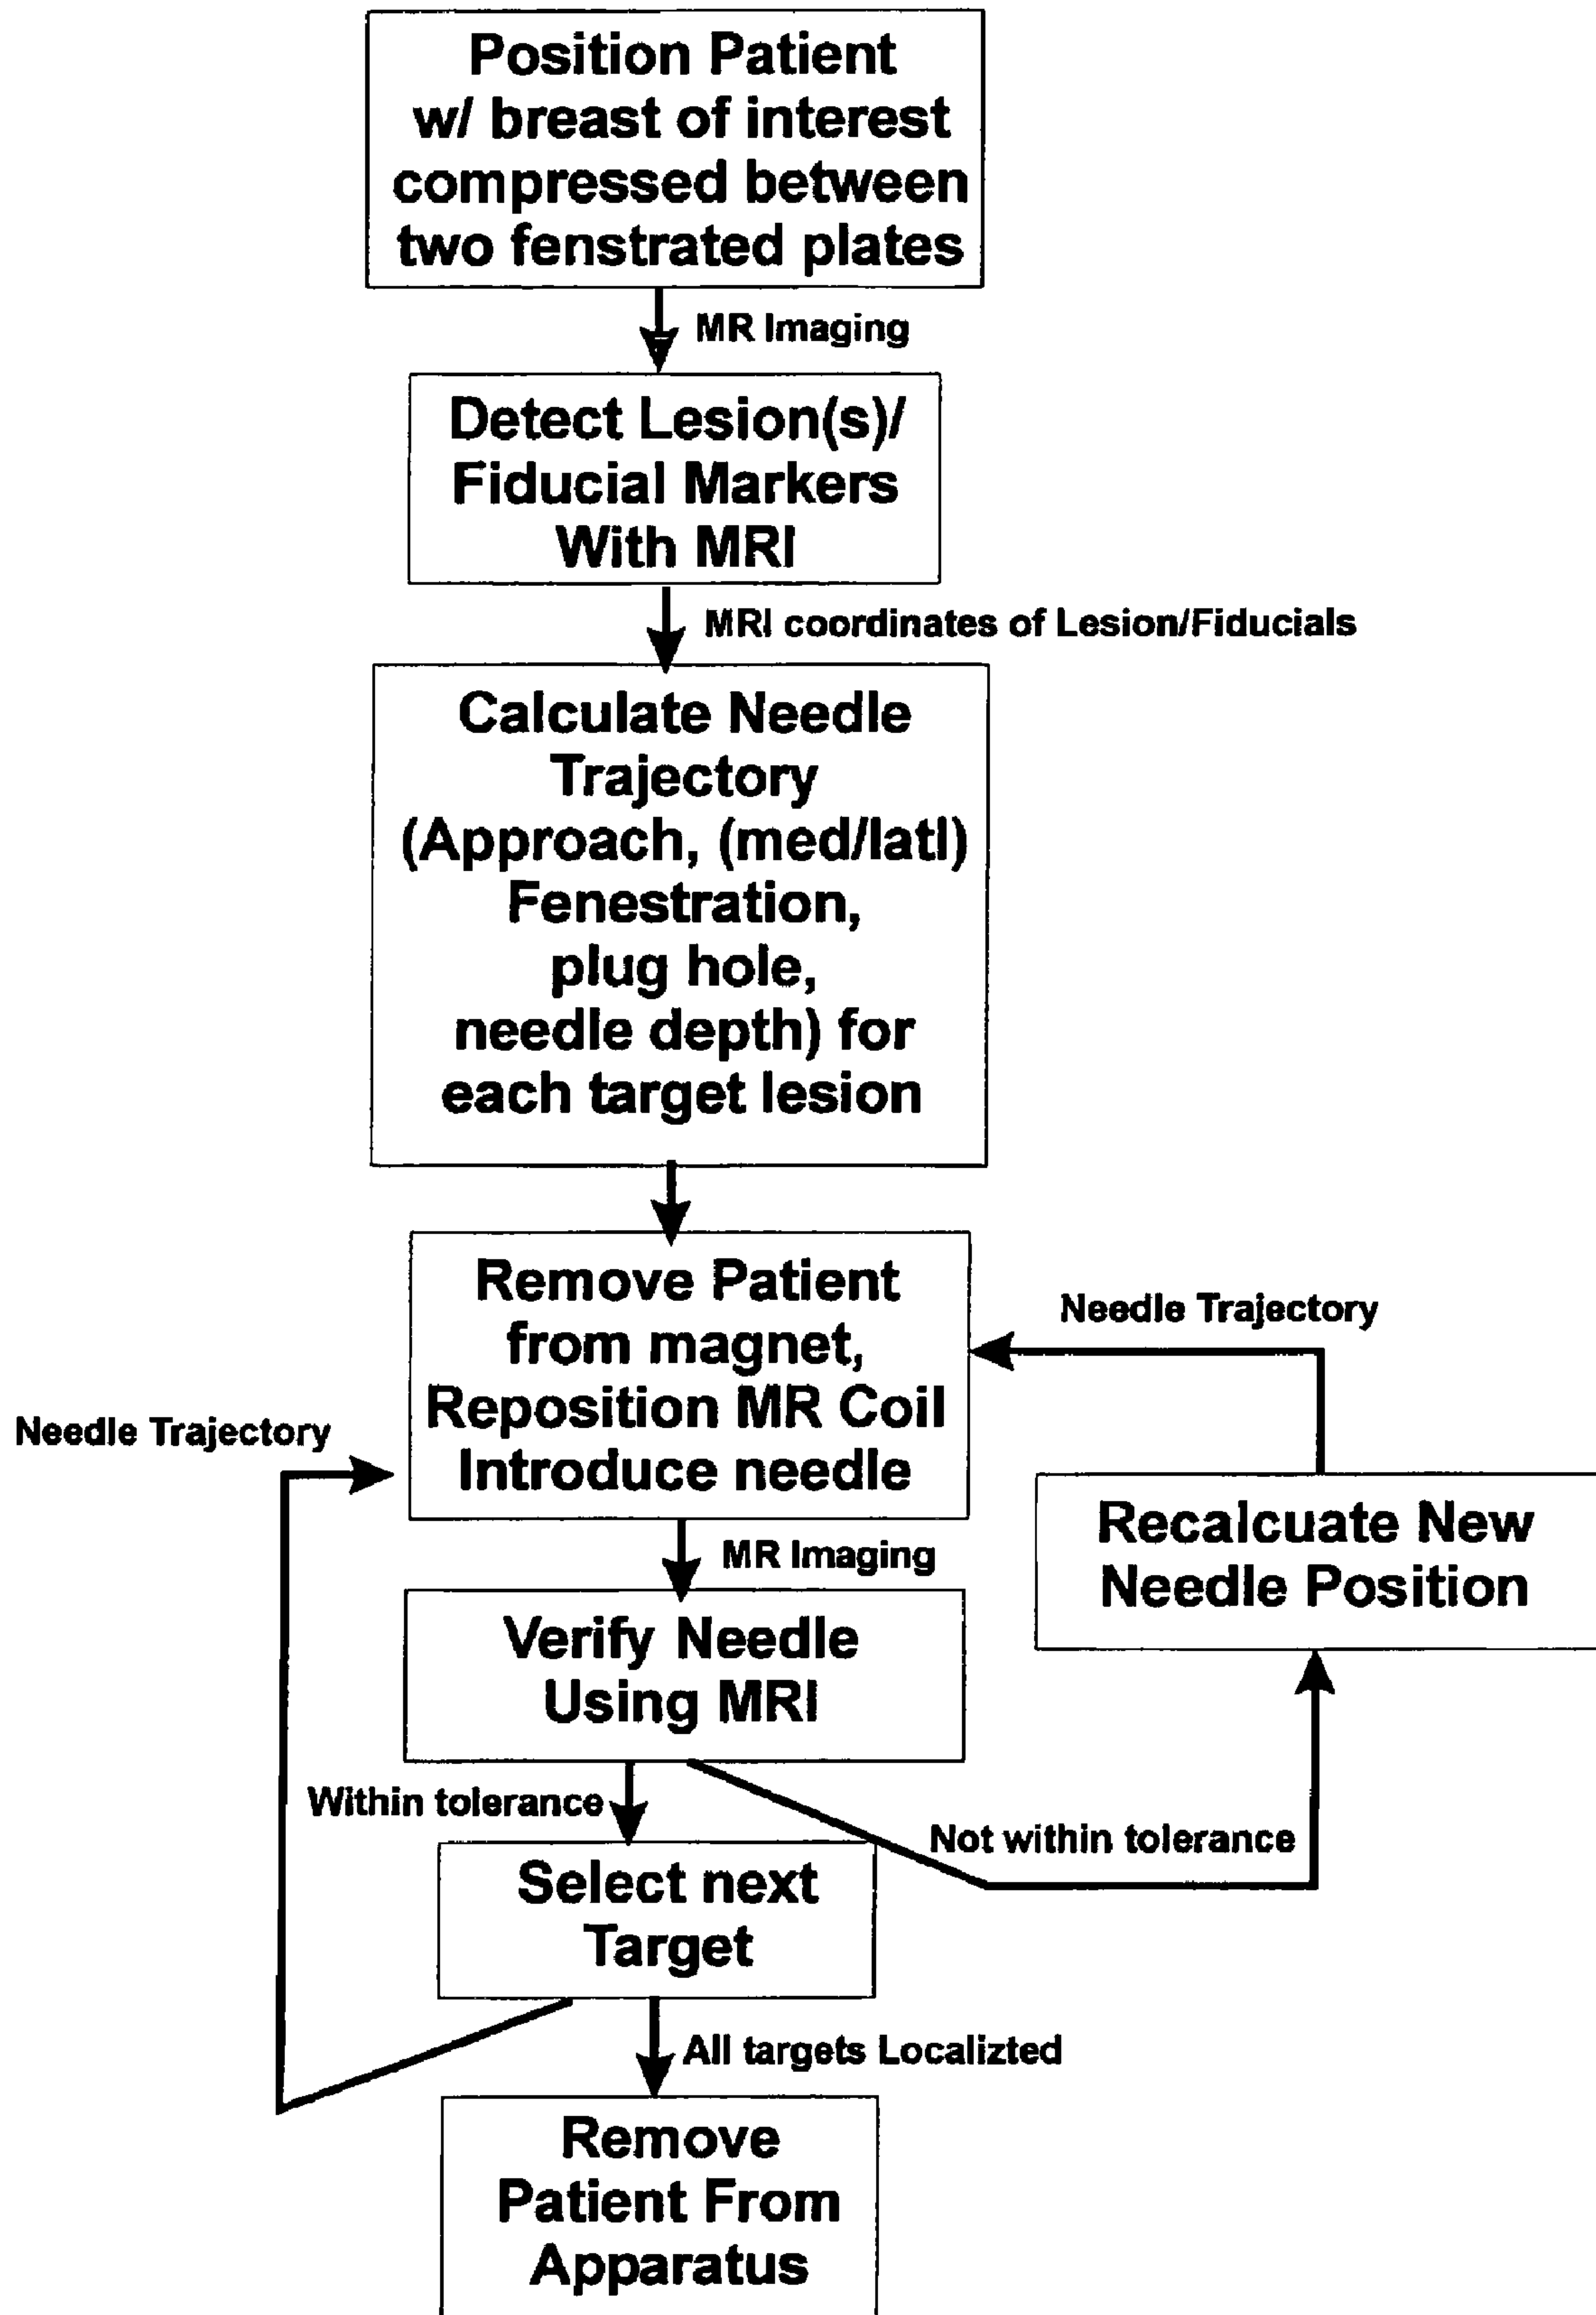 Position Patient
w/ breast of interest
compressed between
two fenstrated plates
MR Imaging
Detect Lesion(s)/
Fiducial Markers
With MRI
MRI coordinates of Lesion/Fiducials
Calculate Needle
Trajectory
(Approach, (med/latl)
Fenestration,
plug hole,
needle depth) for
each target lesion
Remove Patient
from magnet,
Reposition MR Coil
Introduce needle
Needle Trajectory
Needle Trajectory
Recalcuate New
Needle Position
MR Imaging
Verify Needle
Using MRI
Within tolerance
Not within tolerance
Select next
Target
All targets Localizted
Remove
Patient From
Apparatus